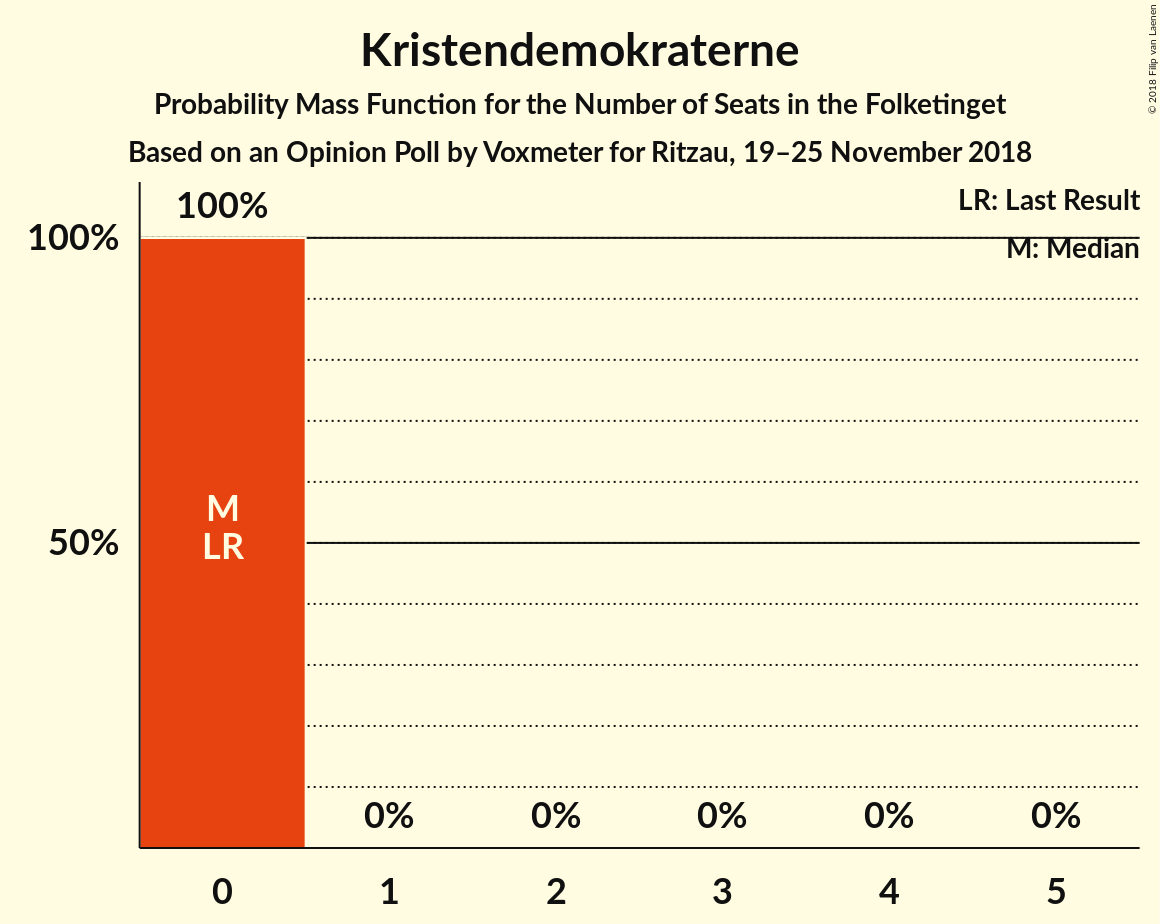 Kristendemokraterne
Probability Mass Function for the Number of Seats in the Folketinget
Based on an Opinion Poll by Voxmeter for Ritzau, 19–25 November 2018
© 2018 Filip van Laenen
LR: Last Result
M: Median
100%
100%
50%
M
LR
0% 0% 0% 0% 0%
0 1 2 3 4 5